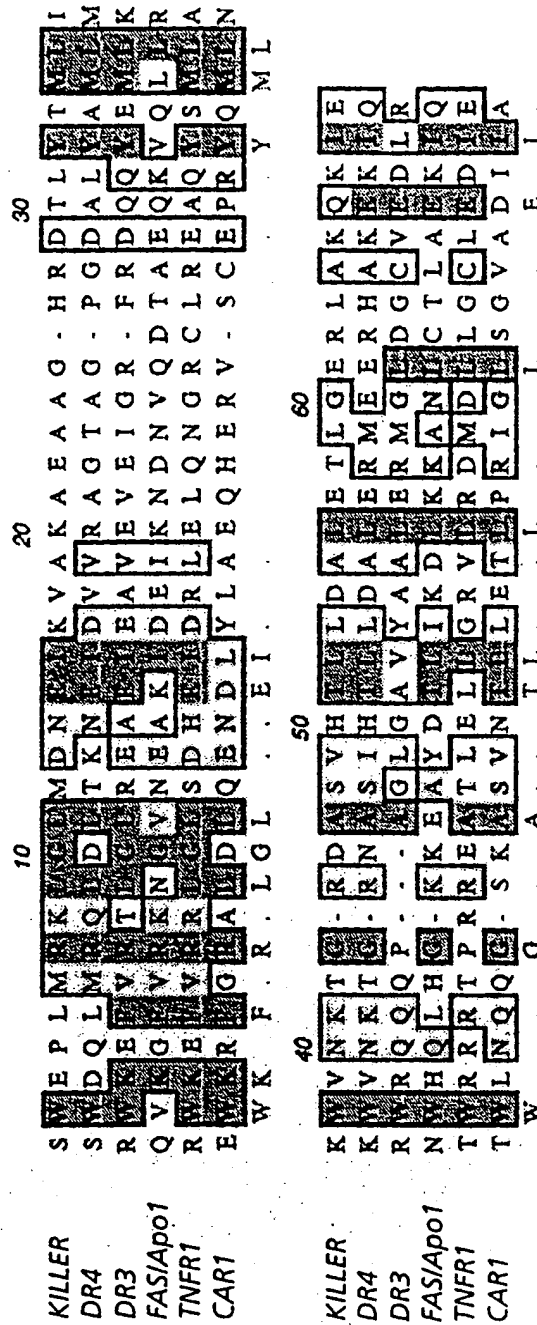 10 20 30
KILLER S W E P L M R K L G L M D N E I K V A K A E A A G - H R D T L Y T M L I
DR4 S W D Q L M R Q L D L T K N E I D V V R A G T A G - P G D A L Y A M L M
DR3 R W K E F V R T L G L R E A E I E A V E V E I G R - F R D Q Q Y E M L K
FAS/Apo1 Q V K G F V R K N G V N E A K I D E I K N D N V Q D T A E Q K V Q L L R
TNFR1 R W K E F V R R L G L S D H E I D R L E L Q N G R C L R E A Q Y S M L A
CAR1 E W K R F G R A L D L Q E N D L Y L A E Q H E R V - S C E P R Y Q M L N
W K . . F . R . L G L . . . E I . . . . . . . . . . . . . . . Y . M L
40 50 60
KILLER K W V N K T G - R D A S V H T L L D A L E T L G E R L A K Q K I E
DR4 K W V N K T G - R N A S I H T L L D A L E R M E E R H A K E K I Q
DR3 R W R Q Q Q P - - - A G L G A V Y A A L E R M G L D G C V E D L R
FAS/Apo1 N W H Q L H G - K K E A Y D T L I K D L K K A N L C T L A E K I Q
TNFR1 T W R R R T P R R E A T L E L L G R V L R D M D L L G C L E D I E
CAR1 T W L N Q Q G - S K A S V N T L L E T L P R I G L S G V A D I I A
W . . . . . G . . . A . . . T L . . . L . . . . L . . . . E . I .